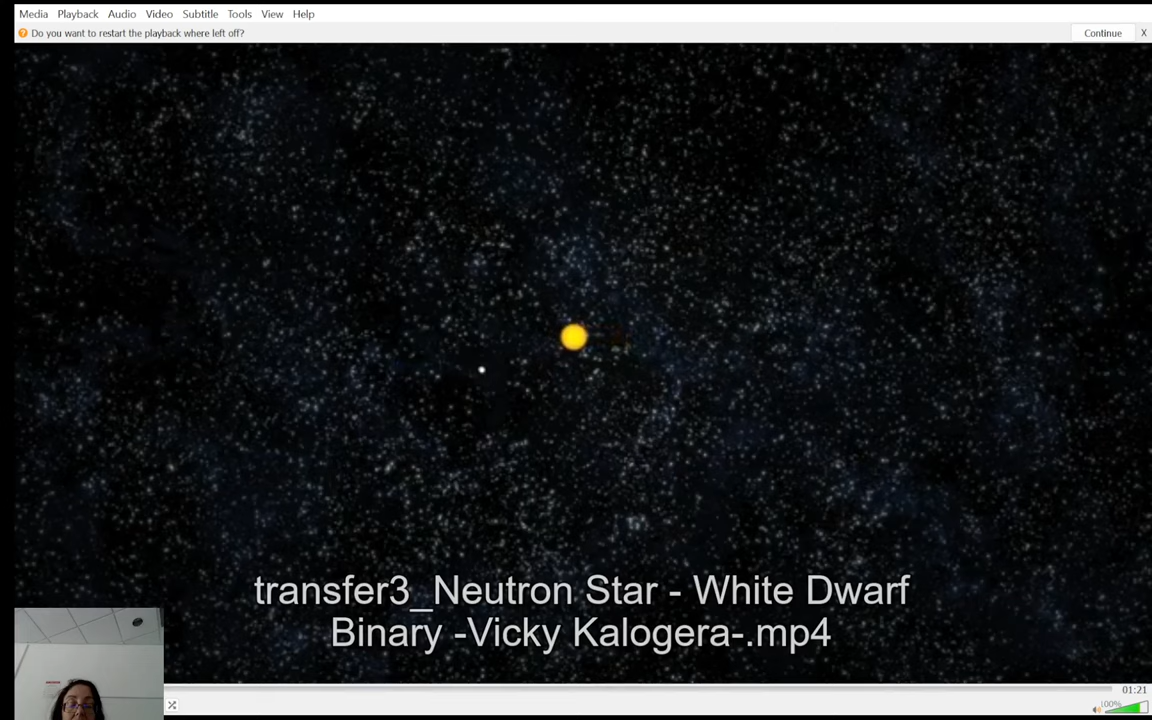 Media Playback Audio Video Subtitle Tools View Help
Do you want to restart the playback where left off? Continue X
transfer3_Neutron Star - White Dwarf
Binary -Vicky Kalogera-.mp4
01:21
100%